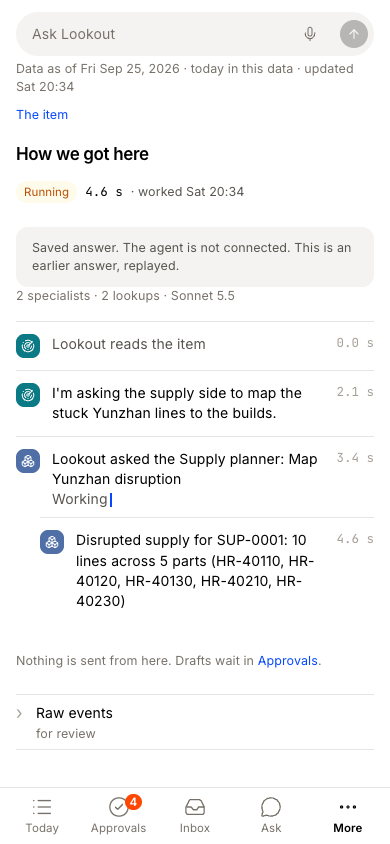 Ask Lookout
Data as of Fri Sep 25, 2026 · today in this data · updated
Sat 20:34
The item
How we got here
Running 4.6 s · worked Sat 20:34
Saved answer. The agent is not connected. This is an
earlier answer, replayed.
2 specialists · 2 lookups · Sonnet 5.5
Lookout reads the item 0.0 s
I'm asking the supply side to map the 2.1 s
stuck Yunzhan lines to the builds.
Lookout asked the Supply planner: Map 3.4 s
Yunzhan disruption
Working
Disrupted supply for SUP-0001: 10 4.6 s
lines across 5 parts (HR-40110, HR-
40120, HR-40130, HR-40210, HR-
40230)
Nothing is sent from here. Drafts wait in Approvals.
Raw events
for review
4
Today Approvals Inbox Ask More